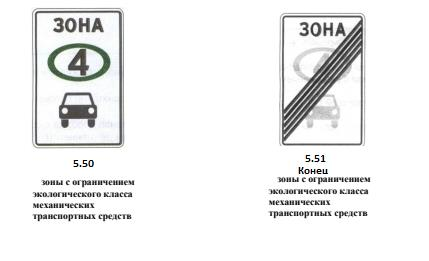 ЗОНА
4
5.50
зоны с ограничением
экологического класса
механических
транспортных средств
ЗОНА
4
5.51
Конец
зоны с ограничением
экологического класса
механических
транспортных средств